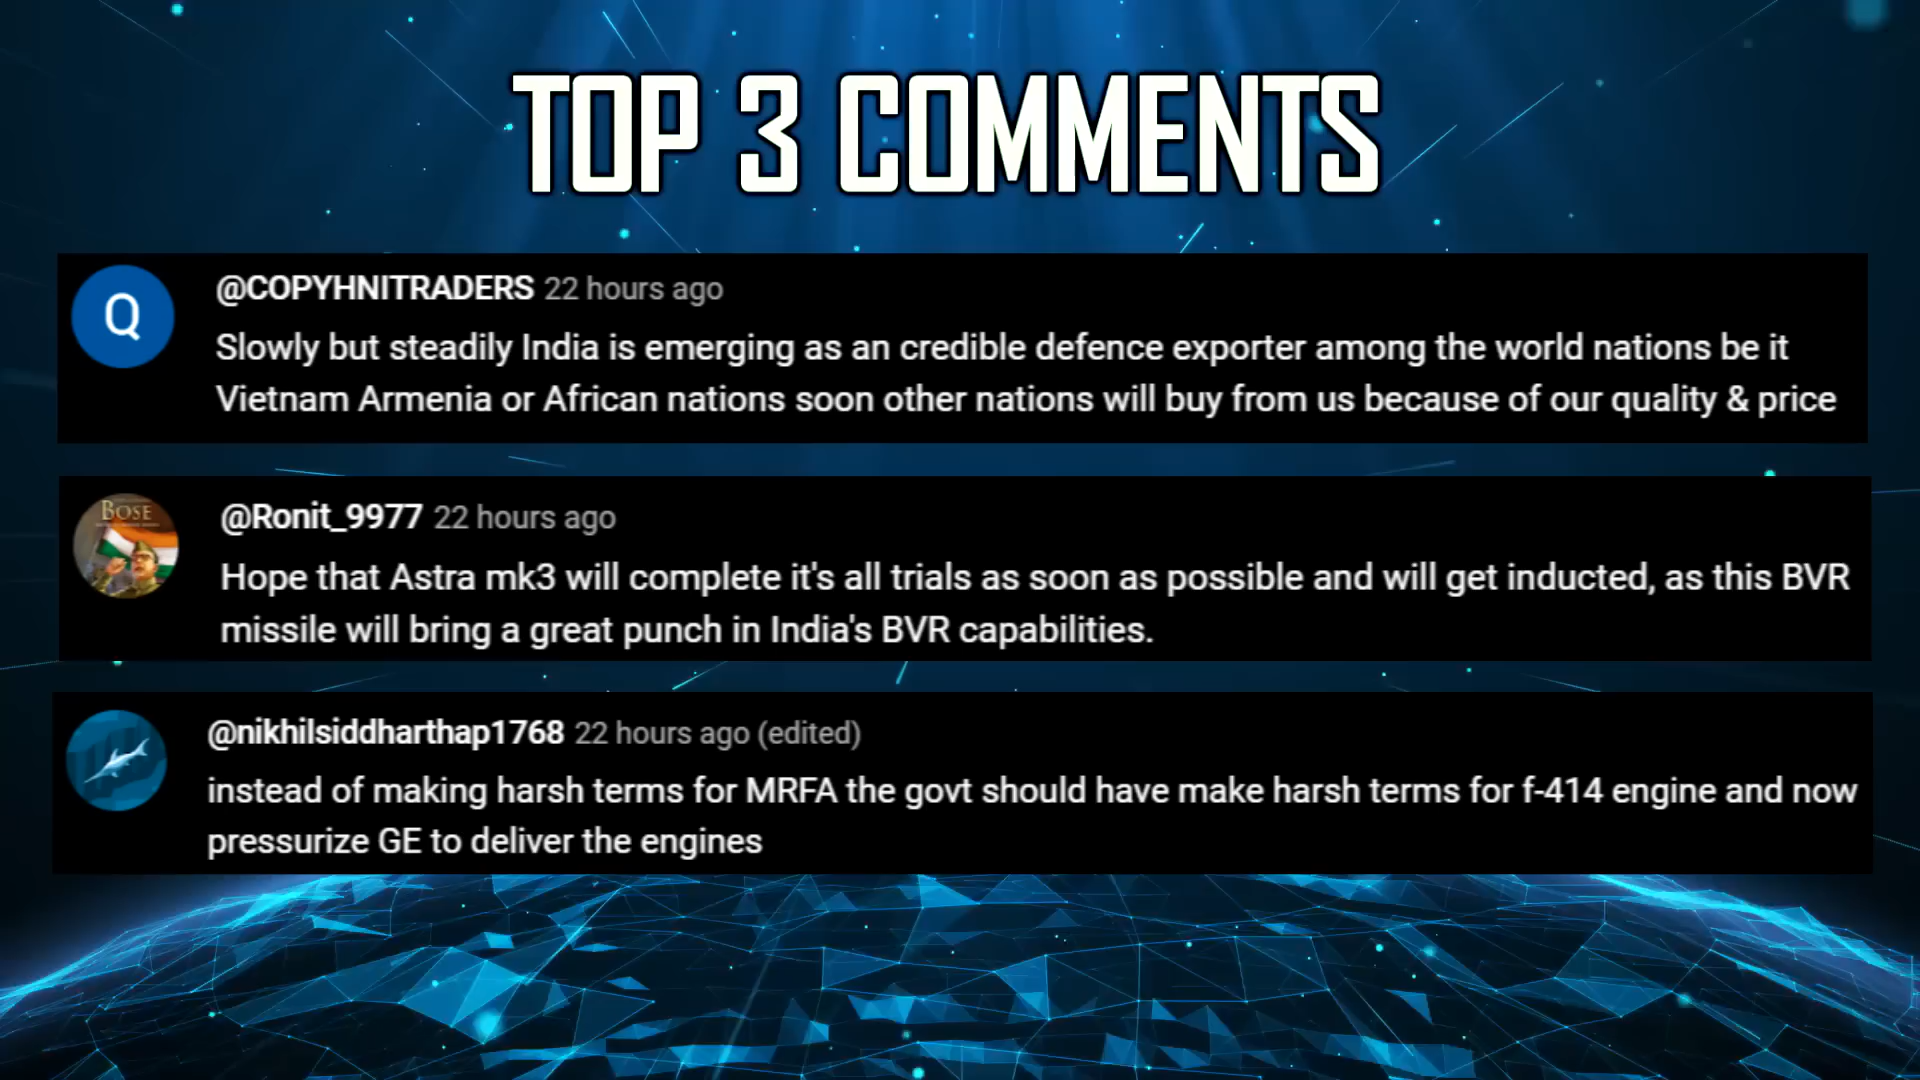 TOP 3 COMMENTS
Q
@COPYHNITRADERS 22 hours ago
Slowly but steadily India is emerging as an credible defence exporter among the world nations be it
Vietnam Armenia or African nations soon other nations will buy from us because of our quality & price
BOSE
@Ronit_9977 22 hours ago
Hope that Astra mk3 will complete it's all trials as soon as possible and will get inducted, as this BVR
missile will bring a great punch in India's BVR capabilities.
@nikhilsiddharthap1768 22 hours ago (edited)
instead of making harsh terms for MRFA the govt should have make harsh terms for f-414 engine and now
pressurize GE to deliver the engines